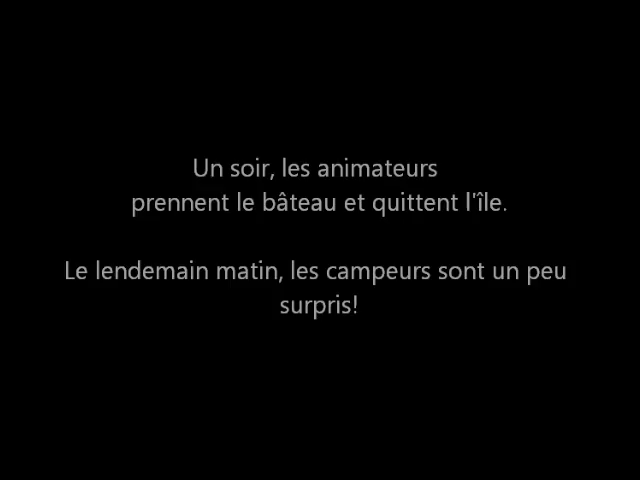 Un soir, les animateurs
prennent le bâteau et quittent l'île.
Le lendemain matin, les campeurs sont un peu
surpris!